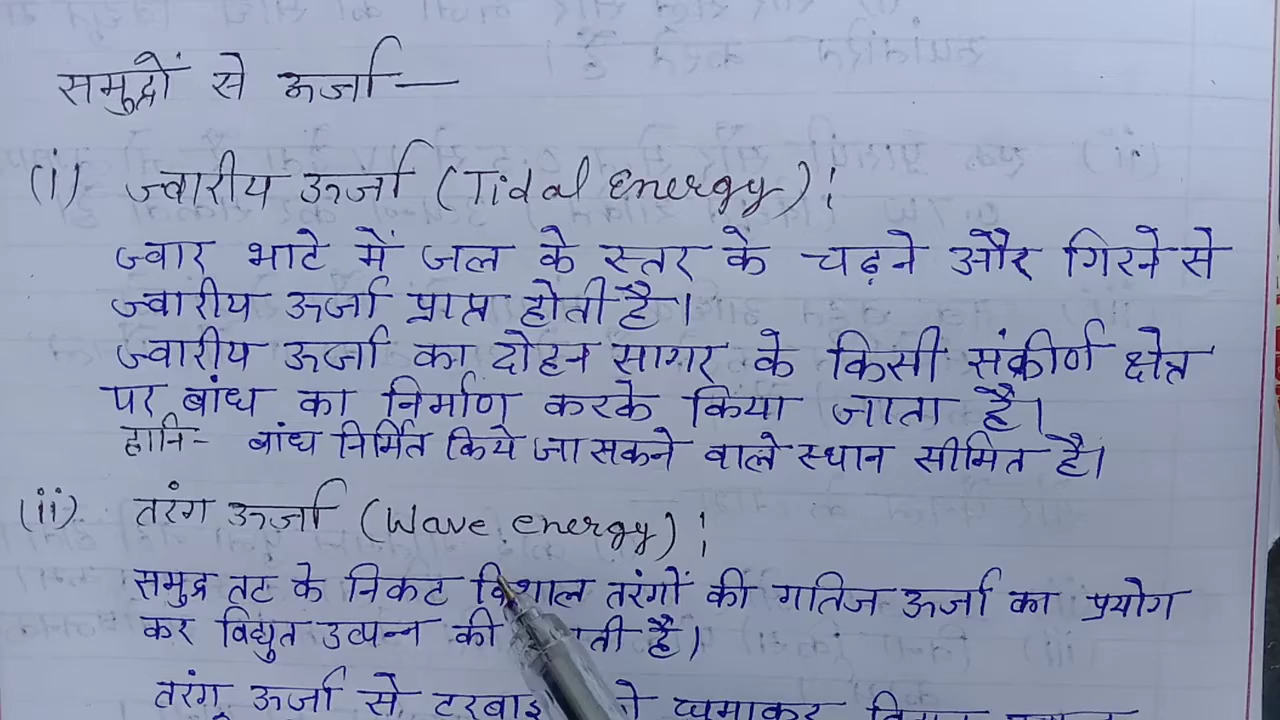 समुद्रों से ऊर्जा —
(i) ज्वारीय ऊर्जा (Tidal energy) :
ज्वार भाटे में जल के स्तर के चढ़ने और गिरने से
ज्वारीय ऊर्जा प्राप्त होती है।
ज्वारीय ऊर्जा का दोहन सागर के किसी संकीर्ण क्षेत्र
पर बांध का निर्माण करके किया जाता है।
हानि- बांध निर्मित किये जा सकने वाले स्थान सीमित है।
(ii) तरंग ऊर्जा (Wave energy) :
समुद्र तट के निकट विशाल तरंगों की गतिज ऊर्जा का प्रयोग
कर विद्युत उत्पन्न की
है।
तरंग ऊर्जा से घुमाकर